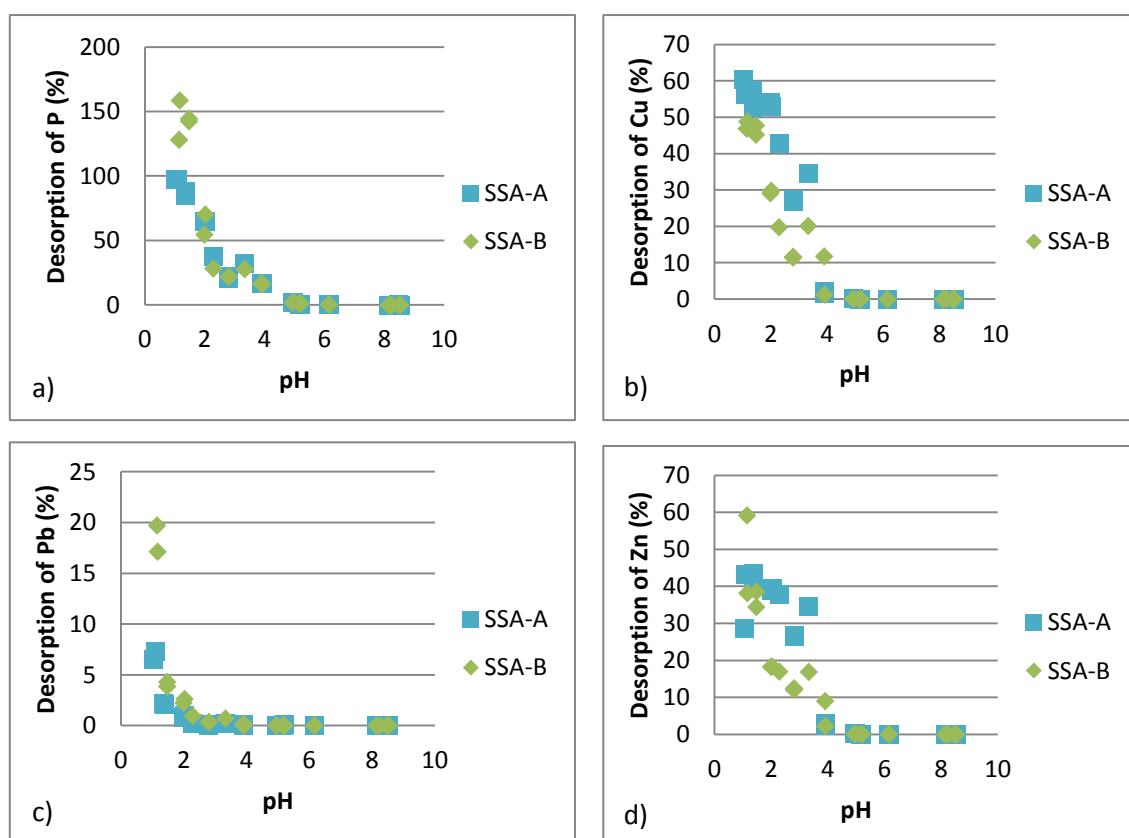 200
150
100
50
0
0 2 4 6 8 10
Desorption of P (%)
pH
SSA-A
SSA-B
a)
70
60
50
40
30
20
10
0
0 2 4 6 8 10
Desorption of Cu (%)
pH
SSA-A
SSA-B
b)
25
20
15
10
5
0
0 2 4 6 8 10
Desorption of Pb (%)
pH
SSA-A
SSA-B
c)
70
60
50
40
30
20
10
0
0 2 4 6 8 10
Desorption of Zn (%)
pH
SSA-A
SSA-B
d)